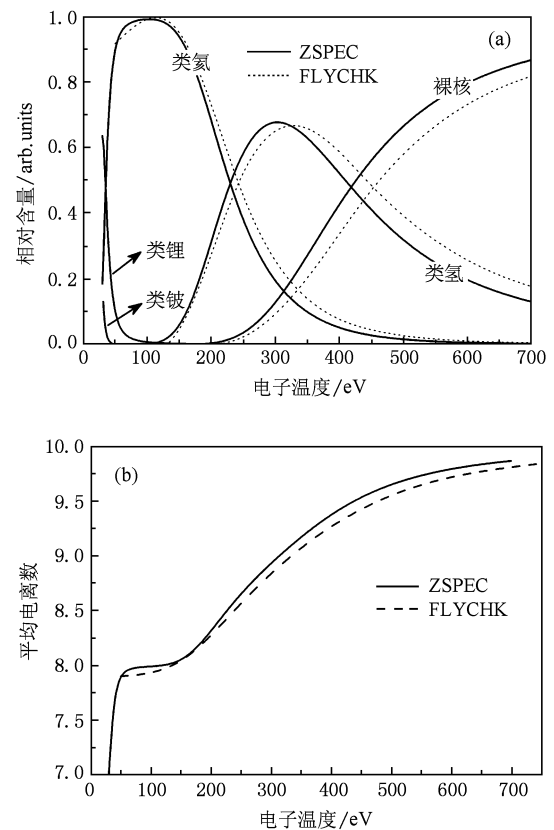 1.0
(a)
类氦
ZSPEC
FLYCHK
0.8
裸核
0.6
相对含量/arb.units
0.4
类锂
类氢
0.2
类铍
0.0
0 100 200 300 400 500 600 700
电子温度/eV
10.0
(b)
9.5
9.0
平均电离数
ZSPEC
8.5
FLYCHK
8.0
7.5
7.0
0 100 200 300 400 500 600 700
电子温度/eV